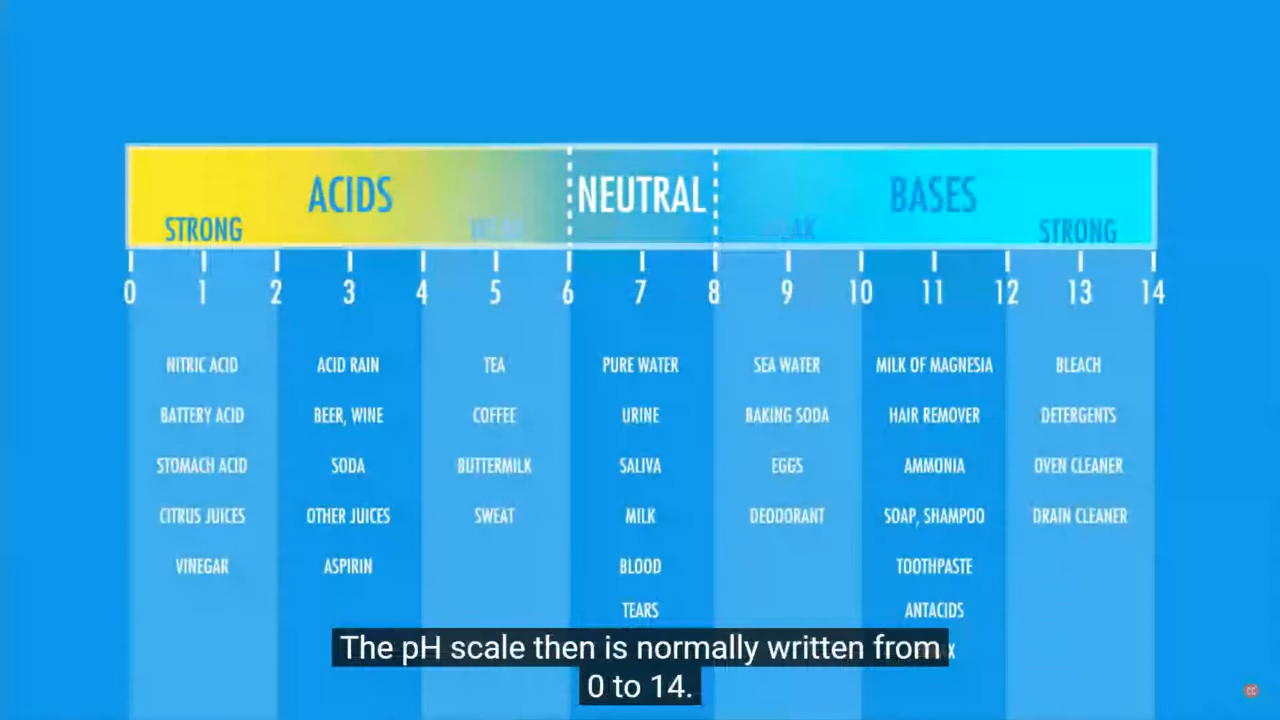 ACIDS NEUTRAL BASES
STRONG WEAK WEAK STRONG
0 1 2 3 4 5 6 7 8 9 10 11 12 13 14
NITRIC ACID ACID RAIN TEA PURE WATER SEA WATER MILK OF MAGNESIA BLEACH
BATTERY ACID BEER, WINE COFFEE URINE BAKING SODA HAIR REMOVER DETERGENTS
STOMACH ACID SODA BUTTERMILK SALIVA EGGS AMMONIA OVEN CLEANER
CITRUS JUICES OTHER JUICES SWEAT MILK DEODORANT SOAP, SHAMPOO DRAIN CLEANER
VINEGAR ASPIRIN BLOOD TOOTHPASTE
TEARS ANTACIDS
The pH scale then is normally written from
0 to 14.
CC